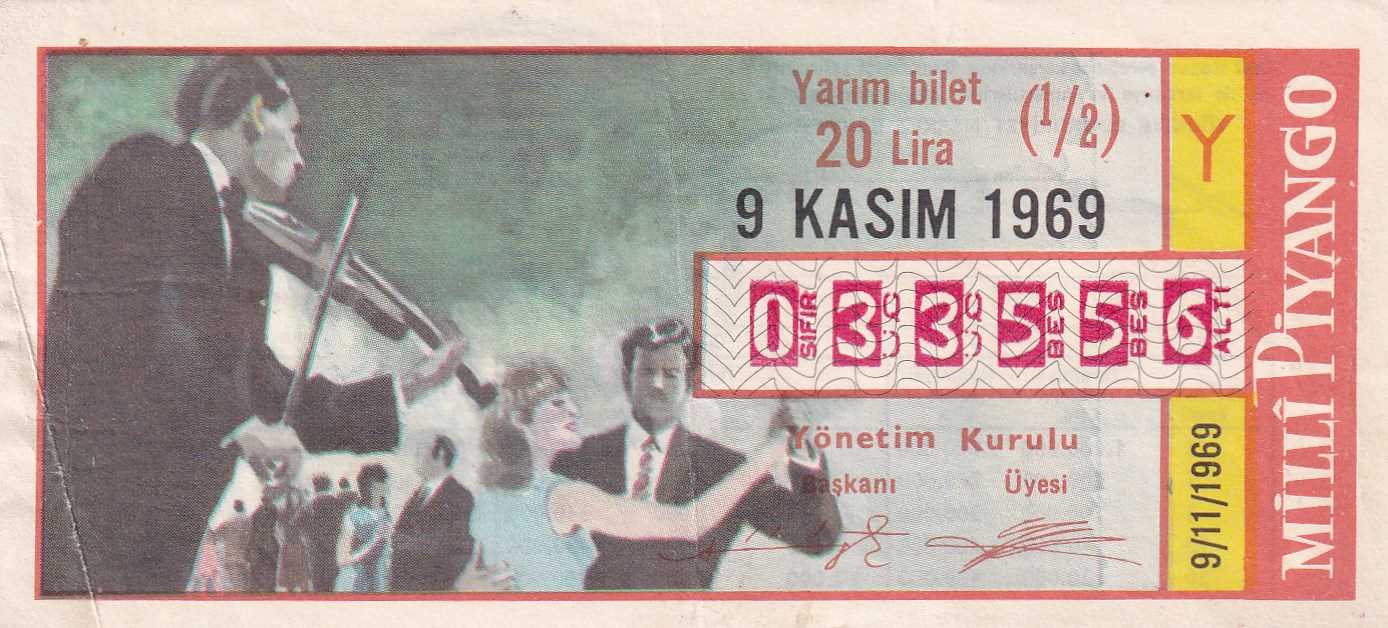 Yarım bilet (1/2)
20 Lira
9 KASIM 1969
Y
0 SIFIR 3 ÜÇ 3 ÜÇ 5 BEŞ 5 BEŞ 6 ALTI
Yönetim Kurulu
Başkanı Üyesi
9/11/1969
MİLLÎ PİYANGO